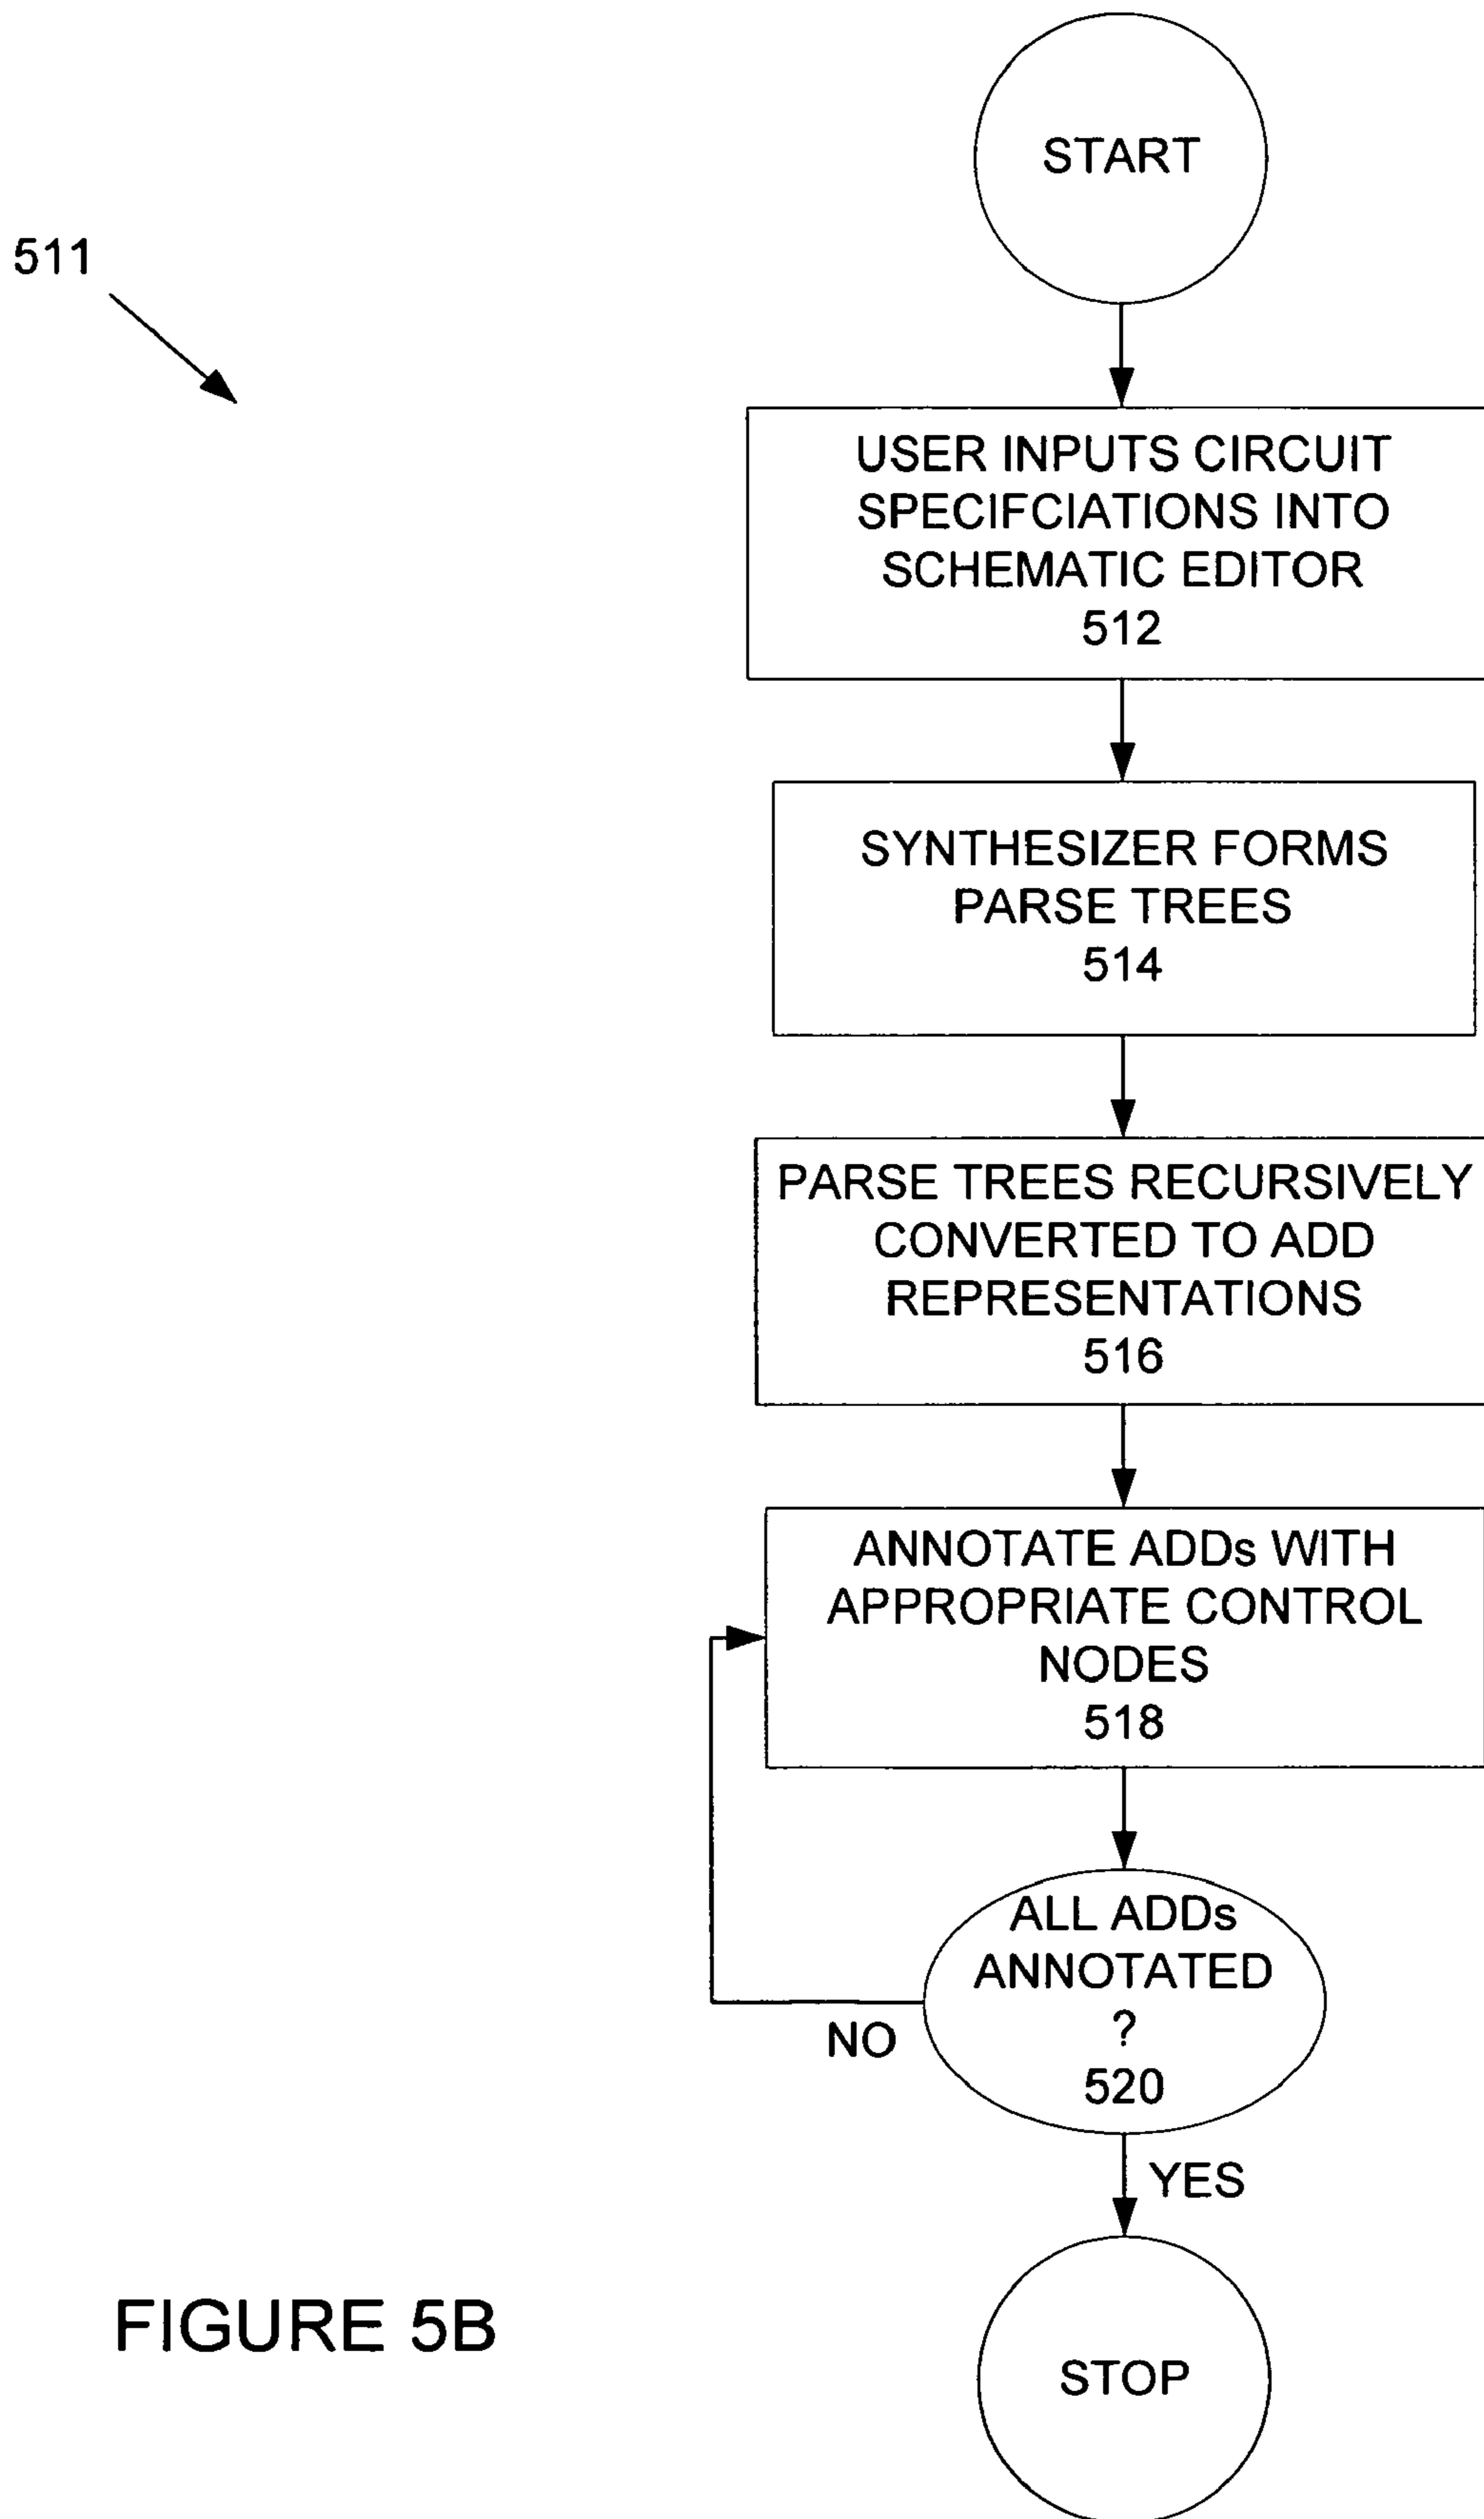 START
511
USER INPUTS CIRCUIT
SPECIFCIATIONS INTO
SCHEMATIC EDITOR
512
SYNTHESIZER FORMS
PARSE TREES
514
PARSE TREES RECURSIVELY
CONVERTED TO ADD
REPRESENTATIONS
516
ANNOTATE ADDs WITH
APPROPRIATE CONTROL
NODES
518
ALL ADDs
ANNOTATED
?
520
NO
YES
STOP
FIGURE 5B